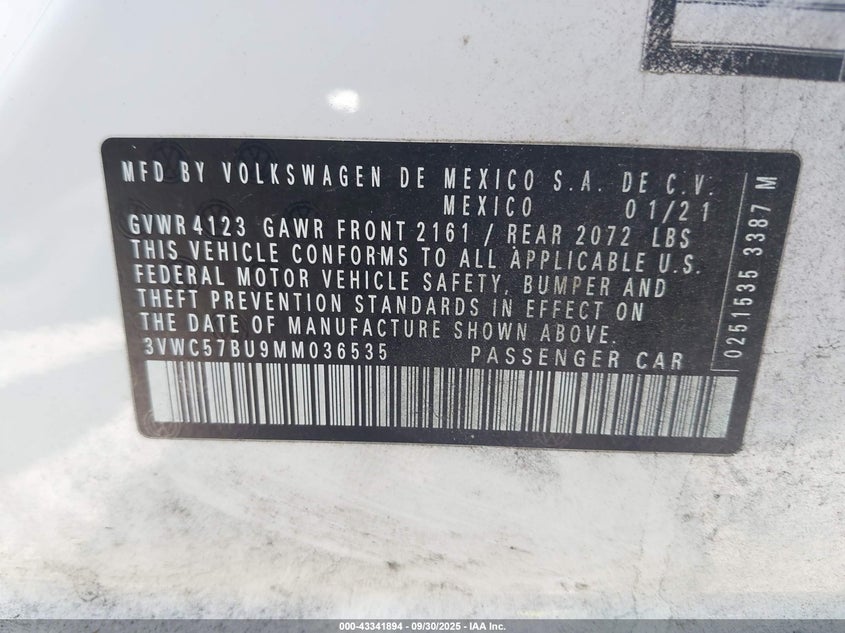 MFD BY VOLKSWAGEN DE MEXICO S.A. DE C.V.
MEXICO 01/21
GVWR 4123 GAWR FRONT 2161 / REAR 2072 LBS
THIS VEHICLE CONFORMS TO ALL APPLICABLE U.S.
FEDERAL MOTOR VEHICLE SAFETY, BUMPER AND
THEFT PREVENTION STANDARDS IN EFFECT ON
THE DATE OF MANUFACTURE SHOWN ABOVE.
3VWC57BU9MM036535 PASSENGER CAR
0251535 3387 M
000-43341894 - 09/30/2025 - IAA Inc.